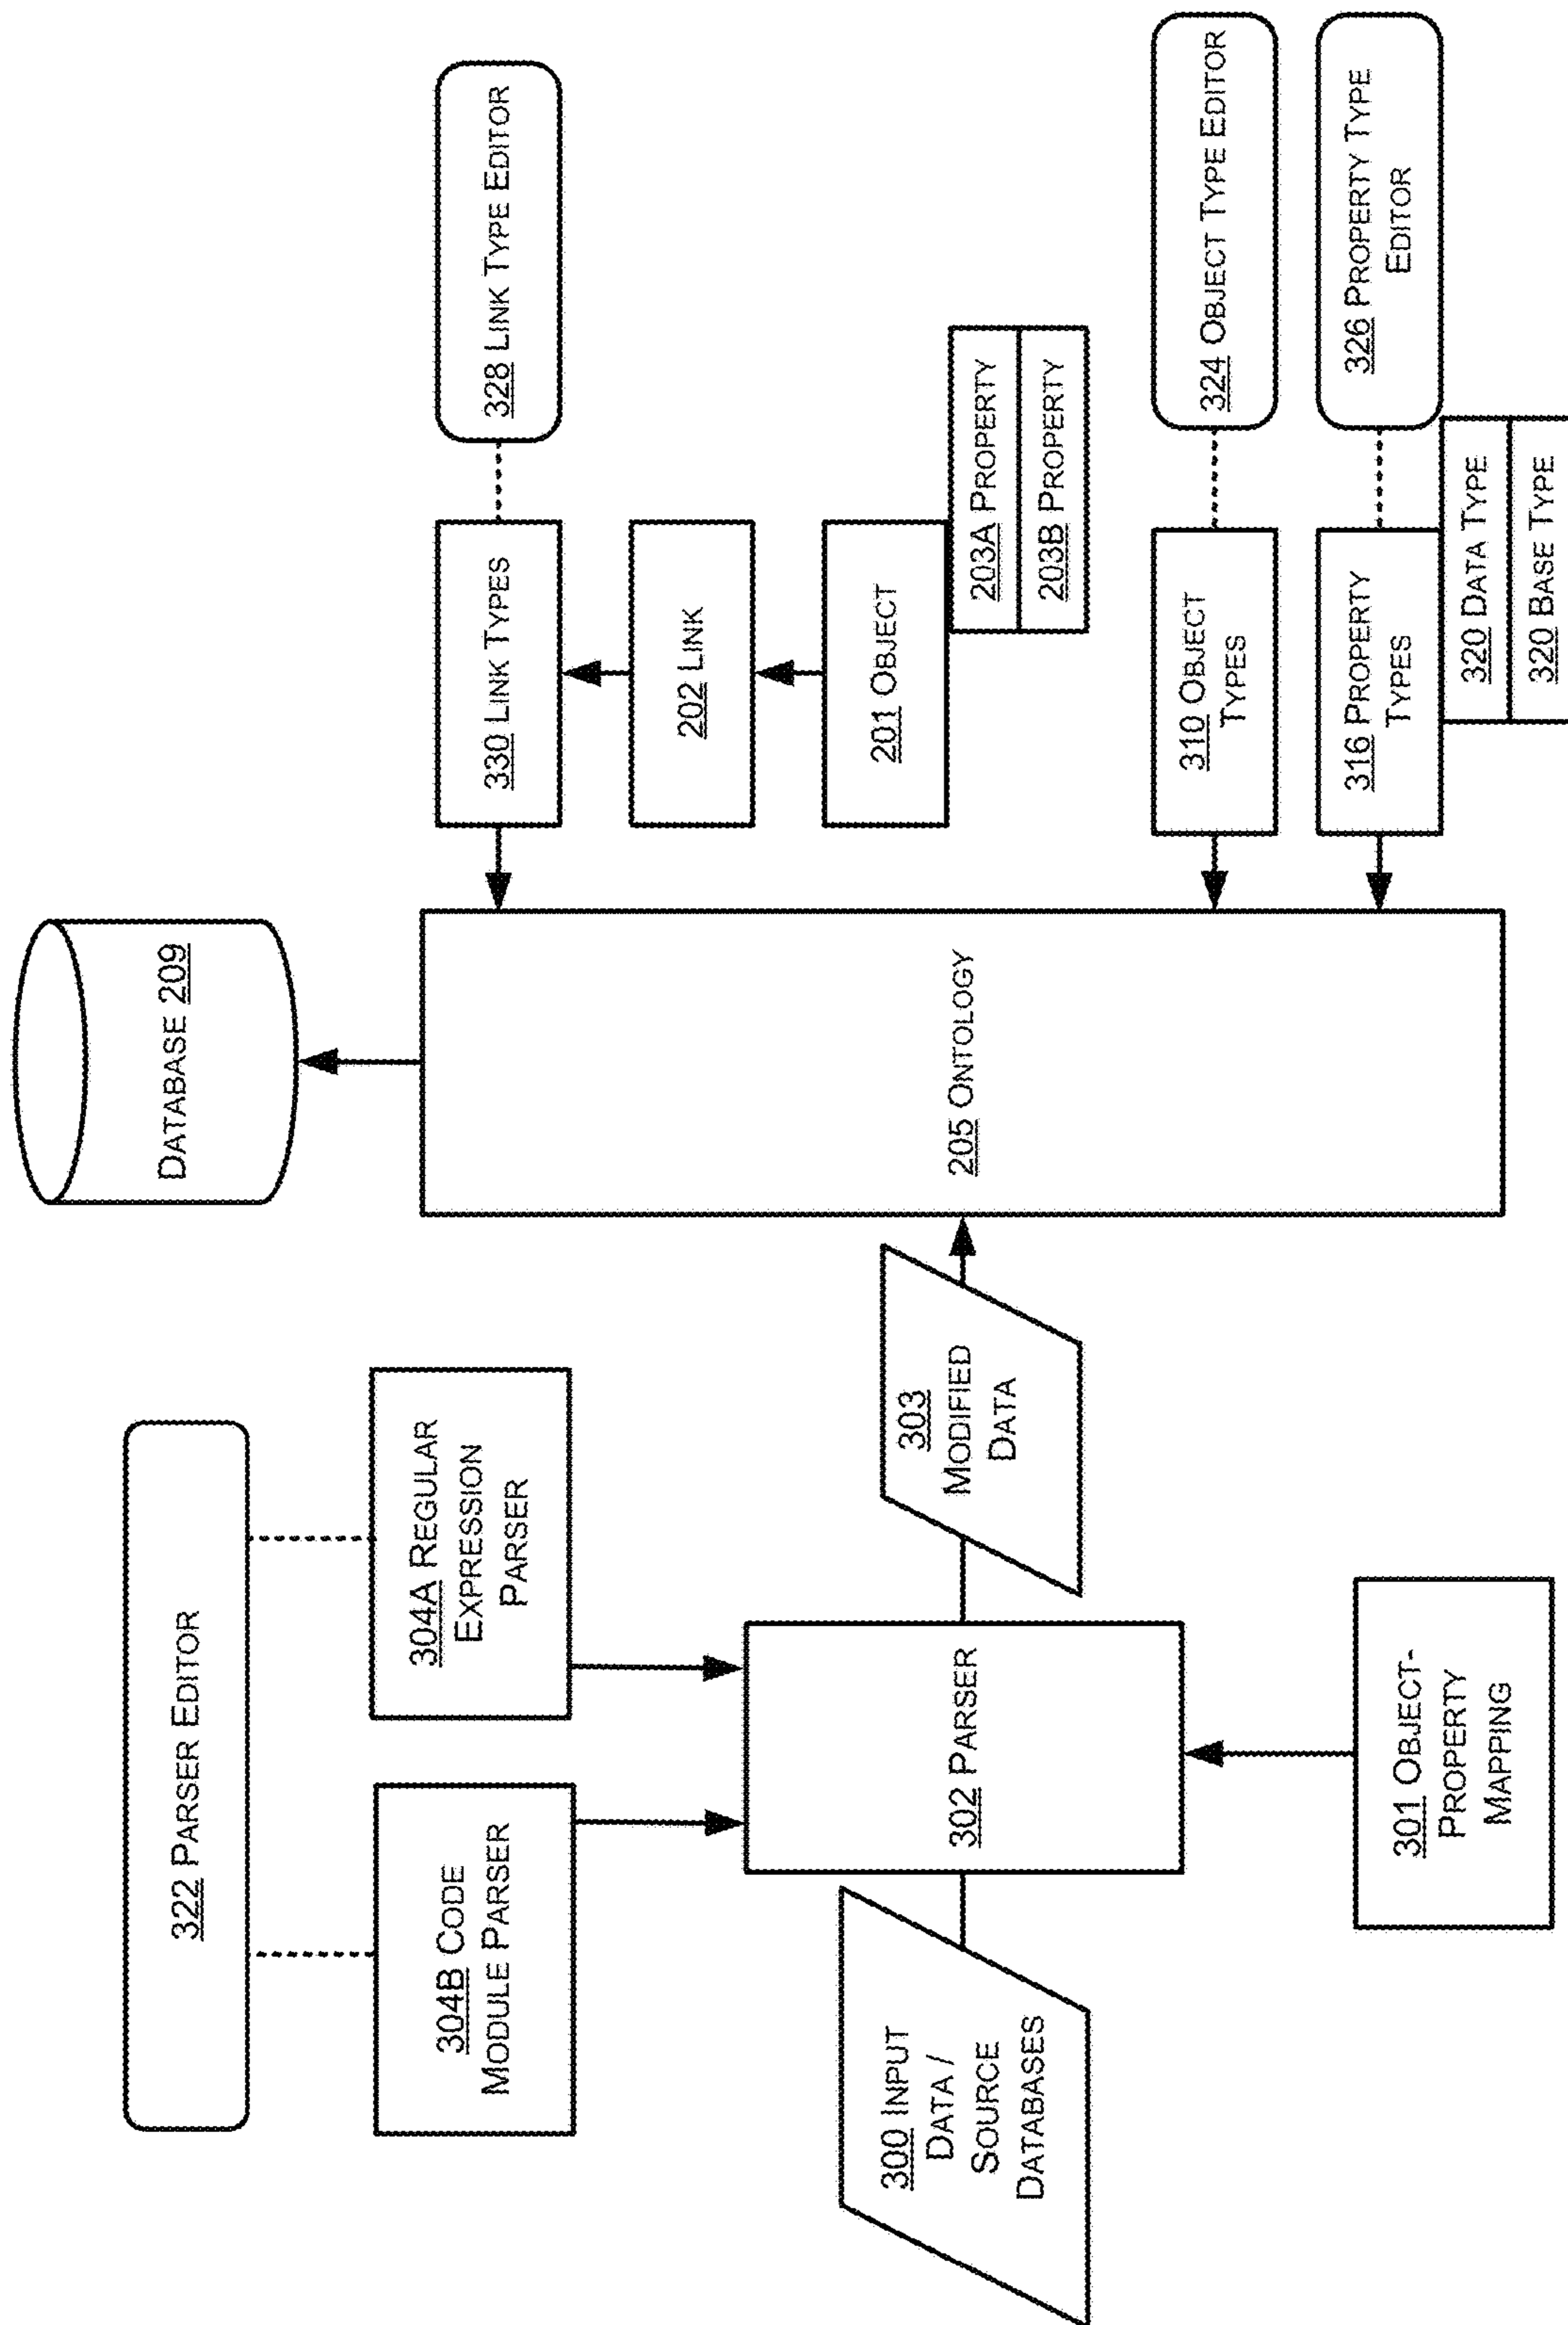 322 PARSER EDITOR
304B CODE
MODULE PARSER
304A REGULAR
EXPRESSION
PARSER
300 INPUT
DATA /
SOURCE
DATABASES
302 PARSER
303
MODIFIED
DATA
301 OBJECT-
PROPERTY
MAPPING
DATABASE 209
205 ONTOLOGY
330 LINK TYPES
328 LINK TYPE EDITOR
202 LINK
201 OBJECT
203A PROPERTY
203B PROPERTY
310 OBJECT
TYPES
324 OBJECT TYPE EDITOR
316 PROPERTY
TYPES
326 PROPERTY TYPE
EDITOR
320 DATA TYPE
320 BASE TYPE